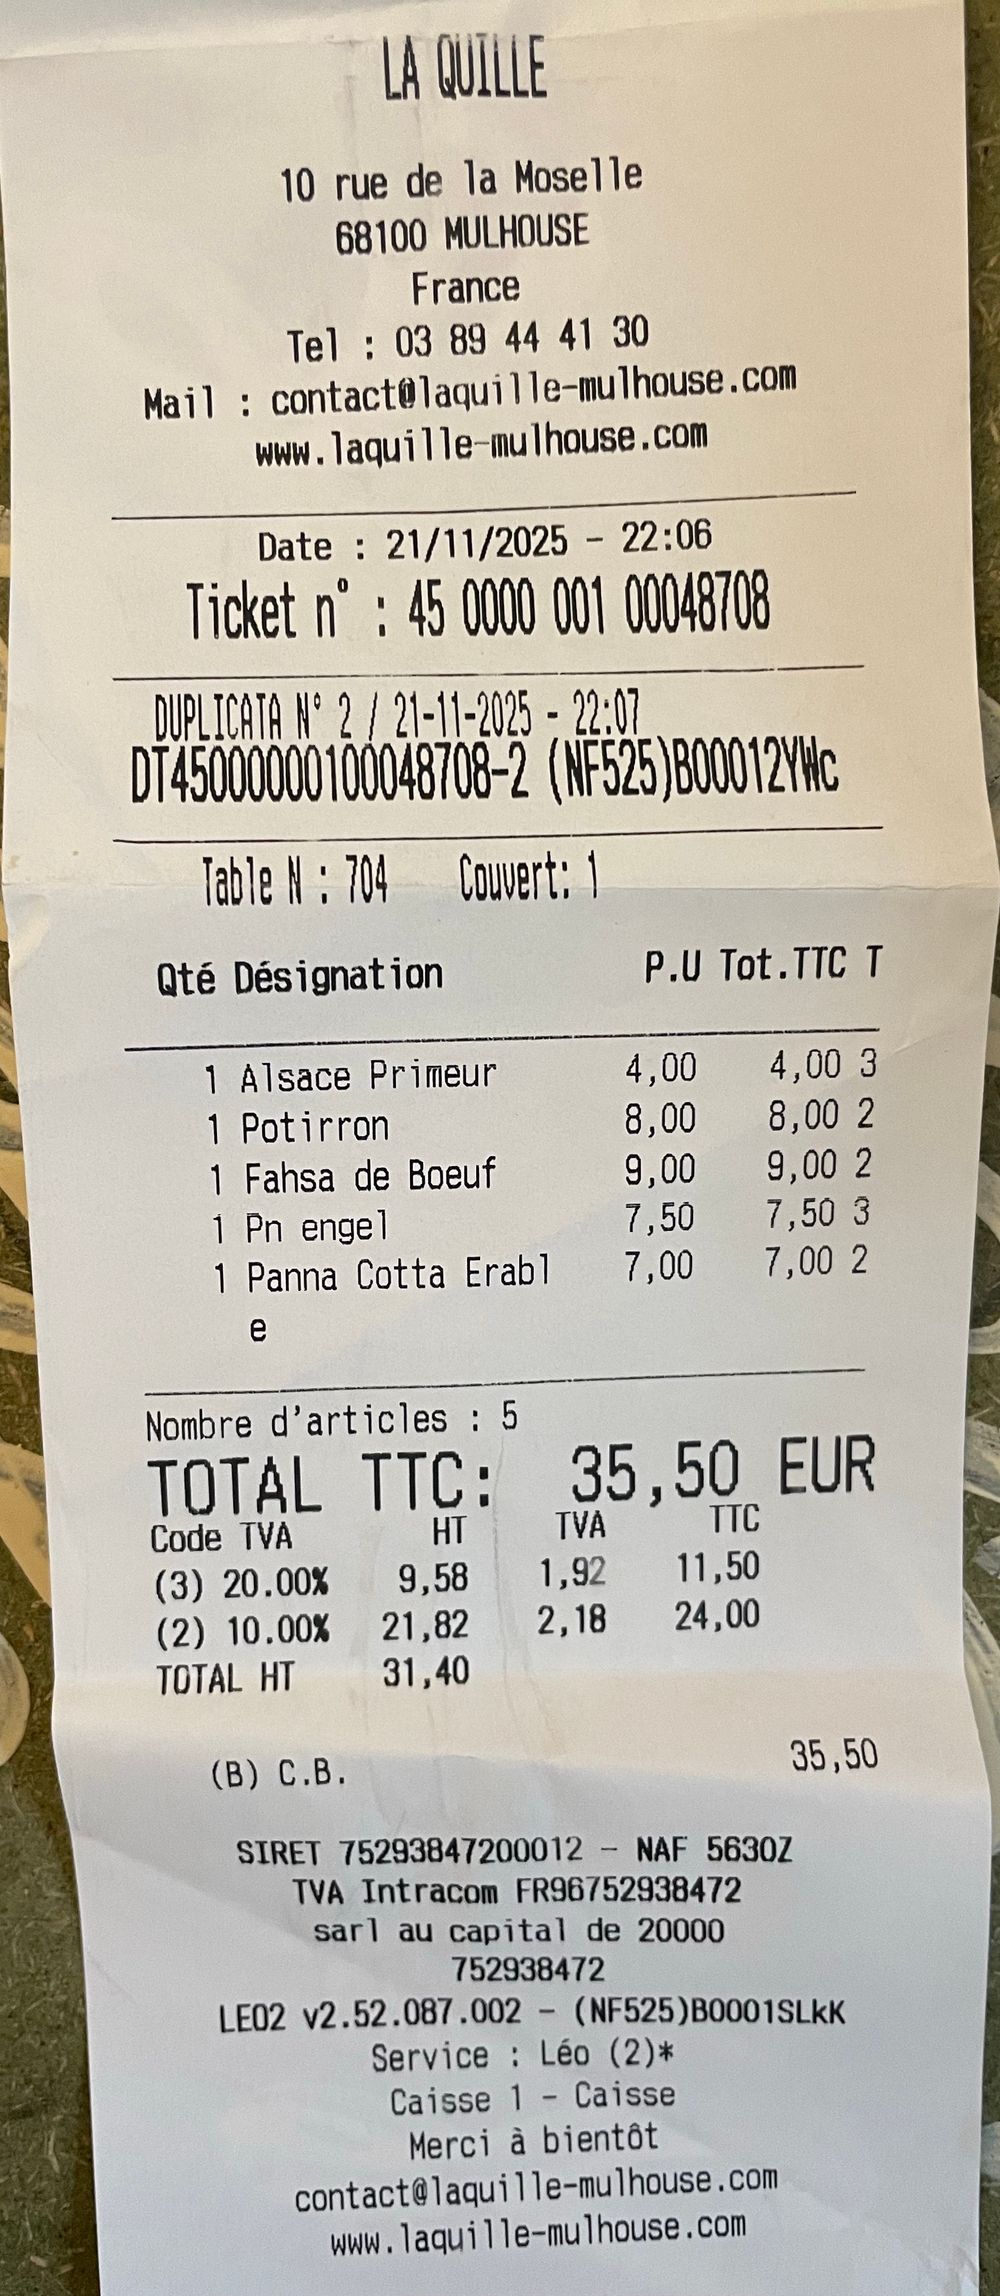 LA QUILLE
10 rue de la Moselle
68100 MULHOUSE
France
Tel : 03 89 44 41 30
Mail : contact@laquille-mulhouse.com
www.laquille-mulhouse.com
Date : 21/11/2025 - 22:06
Ticket n° : 45 0000 001 00048708
DUPLICATA N° 2 / 21-11-2025 - 22:07
DT45000000100048708-2 (NF525)B00012YWc
Table N : 704 Couvert: 1
Qté Désignation P.U Tot.TTC T
1 Alsace Primeur 4,00 4,00 3
1 Potirron 8,00 8,00 2
1 Fahsa de Boeuf 9,00 9,00 2
1 Pn engel 7,50 7,50 3
1 Panna Cotta Erabl 7,00 7,00 2
e
Nombre d'articles : 5
TOTAL TTC: 35,50 EUR
Code TVA HT TVA TTC
(3) 20.00% 9,58 1,92 11,50
(2) 10.00% 21,82 2,18 24,00
TOTAL HT 31,40
(B) C.B. 35,50
SIRET 75293847200012 - NAF 5630Z
TVA Intracom FR96752938472
sarl au capital de 20000
752938472
LEO2 v2.52.087.002 - (NF525)B0001SLkK
Service : Léo (2)*
Caisse 1 - Caisse
Merci à bientôt
contact@laquille-mulhouse.com
www.laquille-mulhouse.com